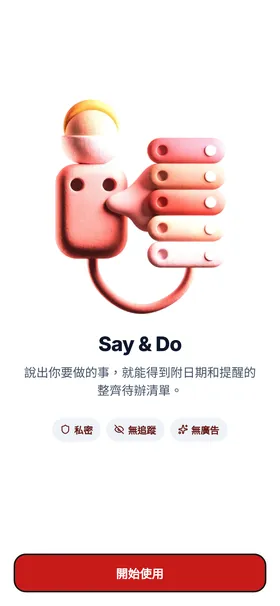 Say & Do
說出你要做的事，就能得到附日期和提醒的
整齊待辦清單。
私密
無追蹤
無廣告
開始使用